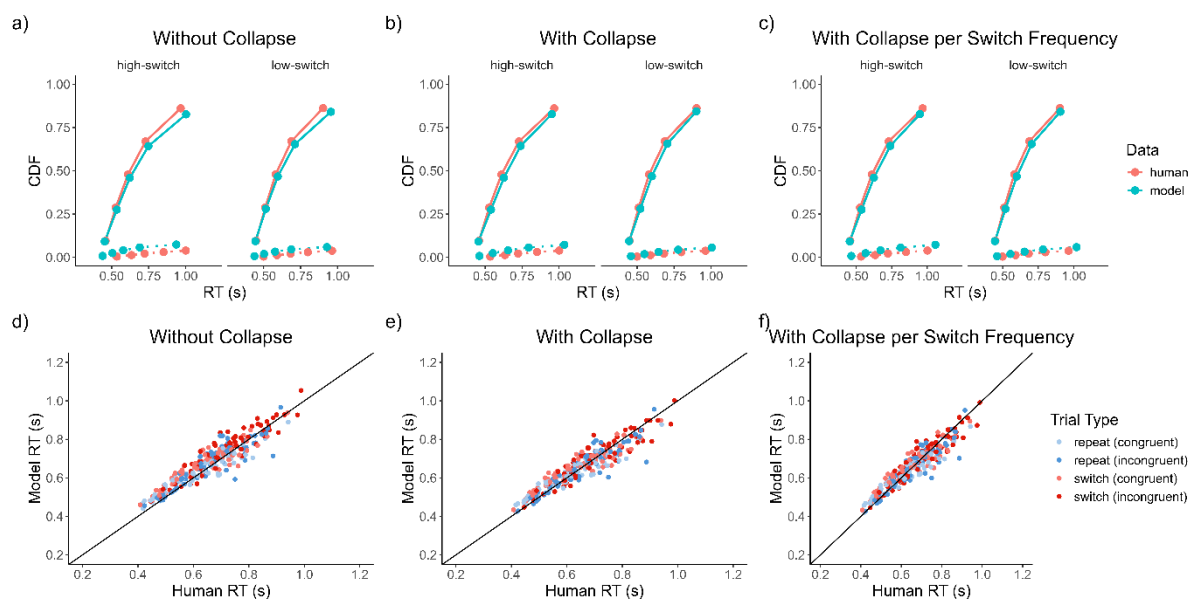 a)
Without Collapse
high-switch
low-switch
1.00
0.75
0.50
0.25
0.00
CDF
0.50 0.75 1.00
0.50 0.75 1.00
RT (s)
b)
With Collapse
high-switch
low-switch
1.00
0.75
0.50
0.25
0.00
CDF
0.50 0.75 1.00
0.50 0.75 1.00
RT (s)
c)
With Collapse per Switch Frequency
high-switch
low-switch
1.00
0.75
0.50
0.25
0.00
CDF
0.50 0.75 1.00
0.50 0.75 1.00
RT (s)
Data
human
model
d)
Without Collapse
1.2
1.0
0.8
0.6
0.4
0.2
Model RT (s)
0.2 0.4 0.6 0.8 1.0 1.2
Human RT (s)
e)
With Collapse
1.2
1.0
0.8
0.6
0.4
0.2
Model RT (s)
0.2 0.4 0.6 0.8 1.0 1.2
Human RT (s)
f)
With Collapse per Switch Frequency
1.2
1.0
0.8
0.6
0.4
0.2
Model RT (s)
0.2 0.4 0.6 0.8 1.0 1.2
Human RT (s)
Trial Type
repeat (congruent)
repeat (incongruent)
switch (congruent)
switch (incongruent)